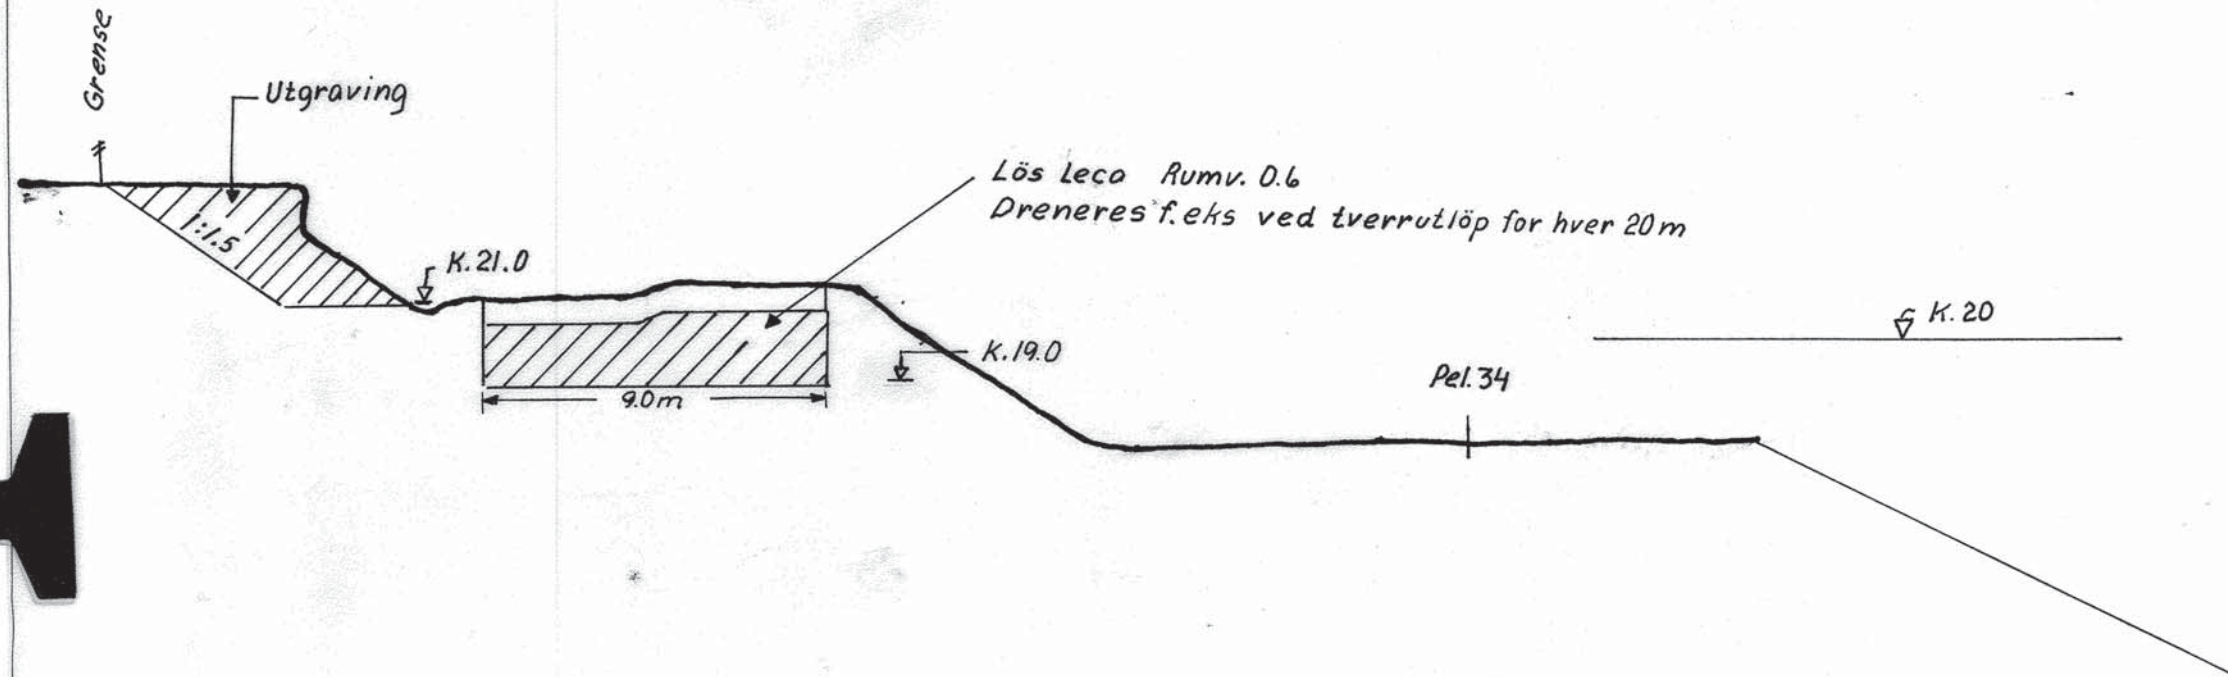 Grense
Utgraving
1:1.5
K.21.0
Lös Leca Rumv. 0.6
Dreneres f.eks ved tverrutlöp for hver 20m
K.19.0
9.0m
Pel.34
K.20